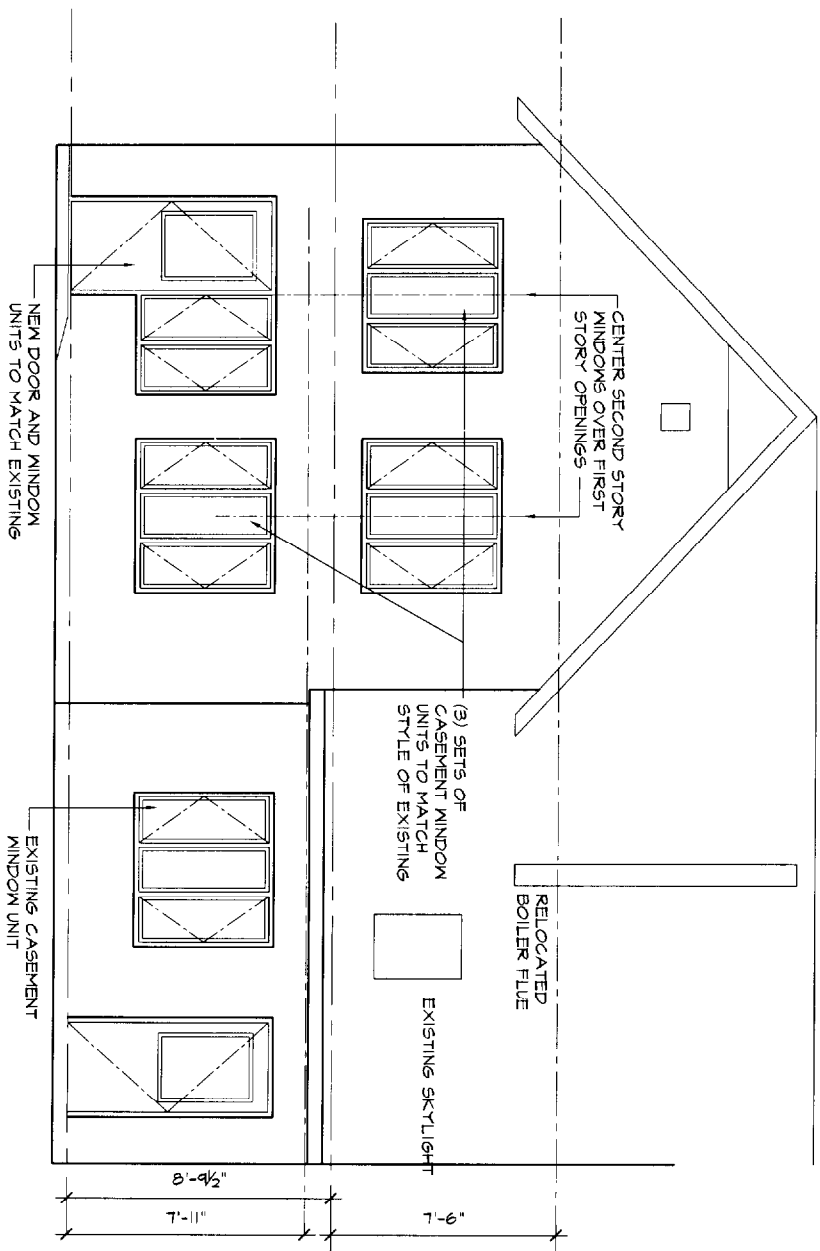 CENTER SECOND STORY
WINDOWS OVER FIRST
STORY OPENINGS
(3) SETS OF
CASEMENT WINDOW
UNITS TO MATCH
STYLE OF EXISTING
RELOCATED
BOILER FLUE
EXISTING SKYLIGHT
NEW DOOR AND WINDOW
UNITS TO MATCH EXISTING
EXISTING CASEMENT
WINDOW UNIT
8'-9½"
7'-11"
7'-6"